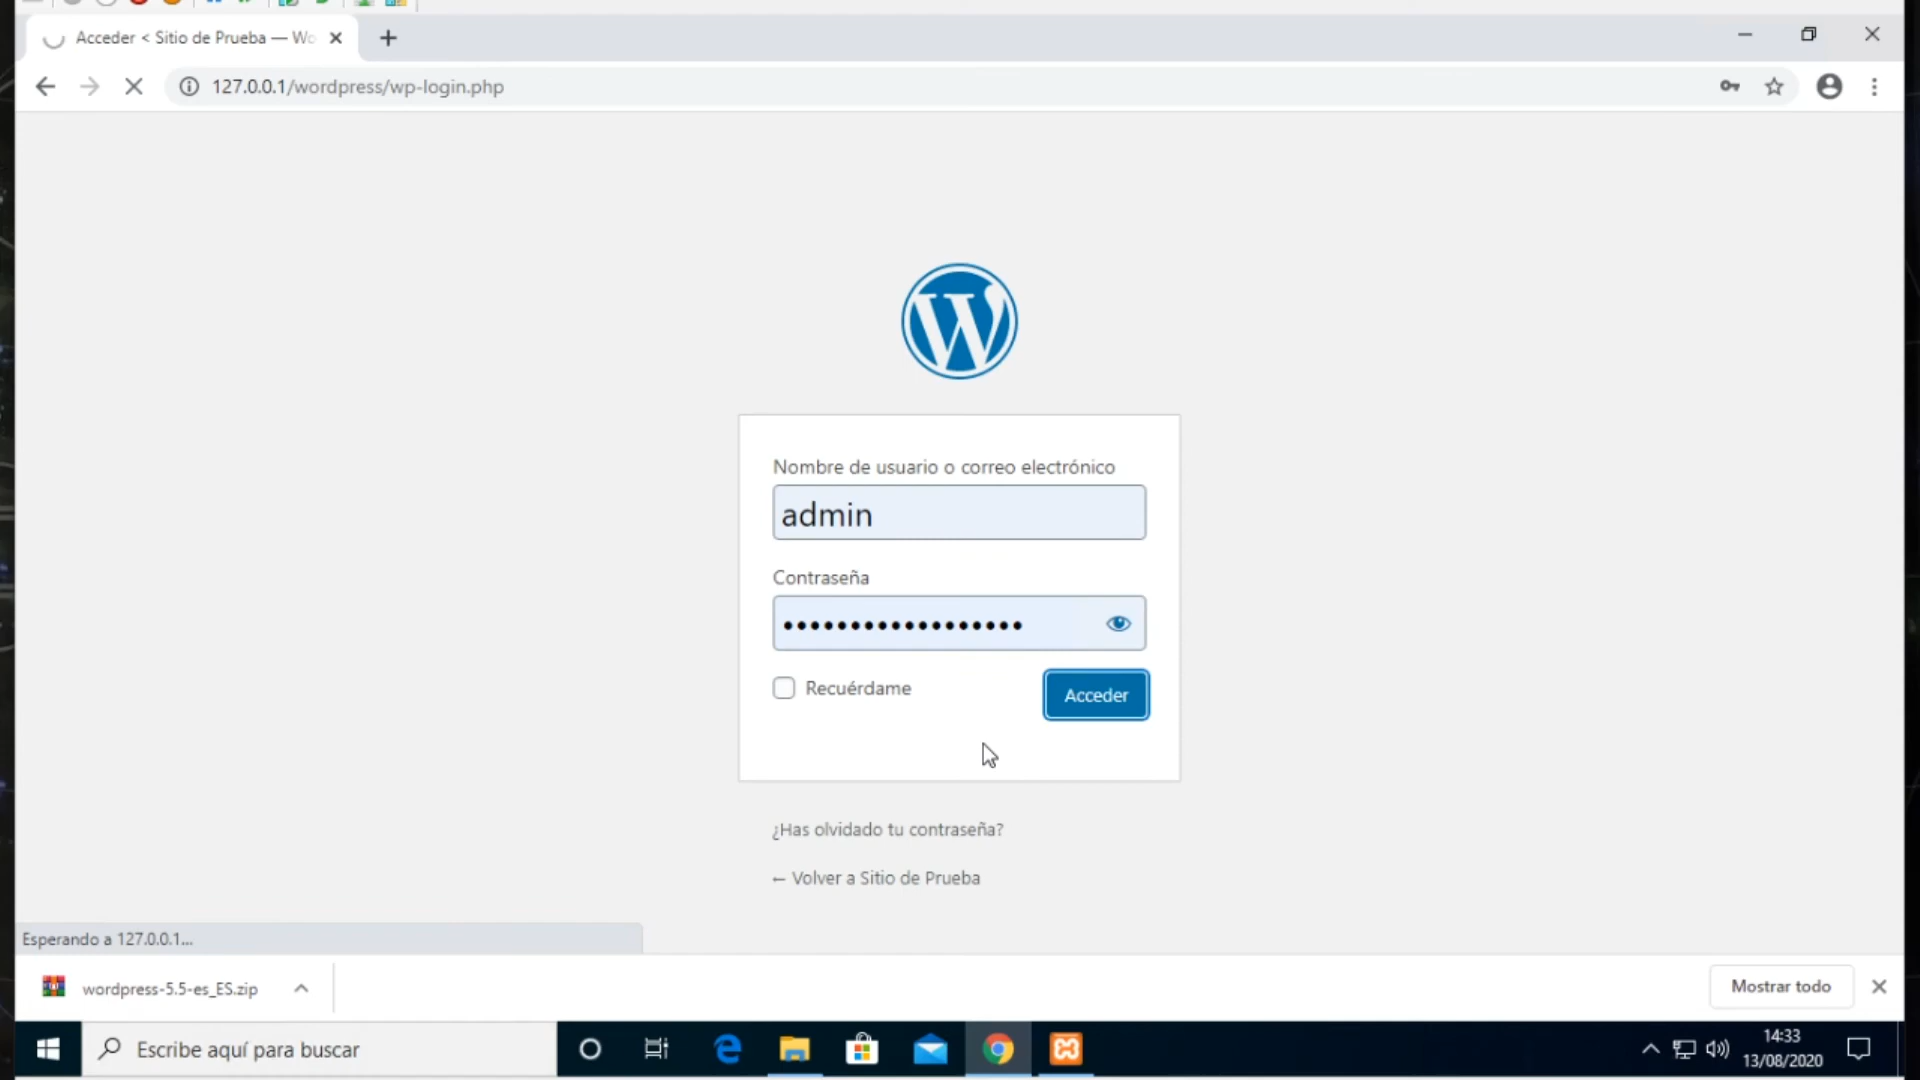 Acceder < Sitio de Prueba — Wo
127.0.0.1/wordpress/wp-login.php
Nombre de usuario o correo electrónico
admin
Contraseña
Recuérdame
Acceder
¿Has olvidado tu contraseña?
← Volver a Sitio de Prueba
Esperando a 127.0.0.1...
wordpress-5.5-es_ES.zip
Mostrar todo
Escribe aquí para buscar
14:33
13/08/2020